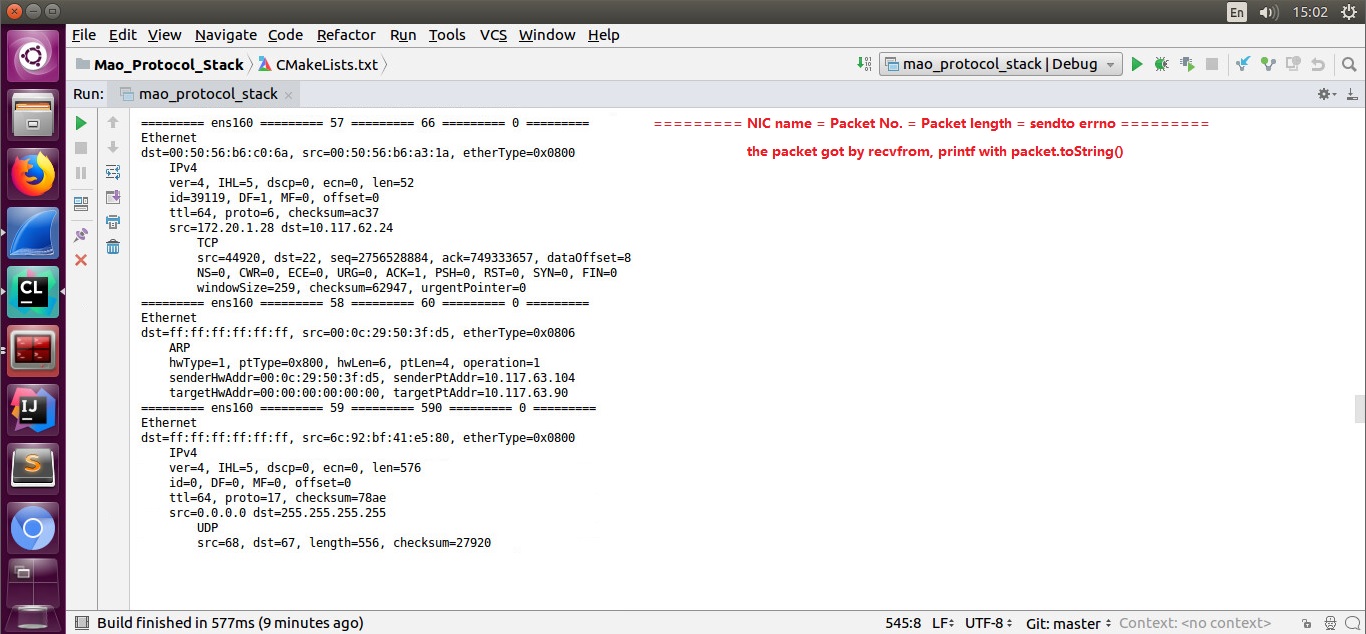 En 15:02
File Edit View Navigate Code Refactor Run Tools VCS Window Help
Mao_Protocol_Stack CMakeLists.txt mao_protocol_stack | Debug
Run: mao_protocol_stack
========= ens160 ========= 57 ========= 66 ========= 0 ========= ========= NIC name = Packet No. = Packet length = sendto errno =========
Ethernet
dst=00:50:56:b6:c0:6a, src=00:50:56:b6:a3:1a, etherType=0x0800 the packet got by recvfrom, printf with packet.toString()
IPv4
ver=4, IHL=5, dscp=0, ecn=0, len=52
id=39119, DF=1, MF=0, offset=0
ttl=64, proto=6, checksum=ac37
src=172.20.1.28 dst=10.117.62.24
TCP
src=44920, dst=22, seq=2756528884, ack=749333657, dataOffset=8
NS=0, CWR=0, ECE=0, URG=0, ACK=1, PSH=0, RST=0, SYN=0, FIN=0
windowSize=259, checksum=62947, urgentPointer=0
========= ens160 ========= 58 ========= 60 ========= 0 =========
Ethernet
dst=ff:ff:ff:ff:ff:ff, src=00:0c:29:50:3f:d5, etherType=0x0806
ARP
hwType=1, ptType=0x800, hwLen=6, ptLen=4, operation=1
senderHwAddr=00:0c:29:50:3f:d5, senderPtAddr=10.117.63.104
targetHwAddr=00:00:00:00:00:00, targetPtAddr=10.117.63.90
========= ens160 ========= 59 ========= 590 ========= 0 =========
Ethernet
dst=ff:ff:ff:ff:ff:ff, src=6c:92:bf:41:e5:80, etherType=0x0800
IPv4
ver=4, IHL=5, dscp=0, ecn=0, len=576
id=0, DF=0, MF=0, offset=0
ttl=64, proto=17, checksum=78ae
src=0.0.0.0 dst=255.255.255.255
UDP
src=68, dst=67, length=556, checksum=27920
CL
IJ
S
Build finished in 577ms (9 minutes ago) 545:8 LF UTF-8 Git: master Context: <no context>